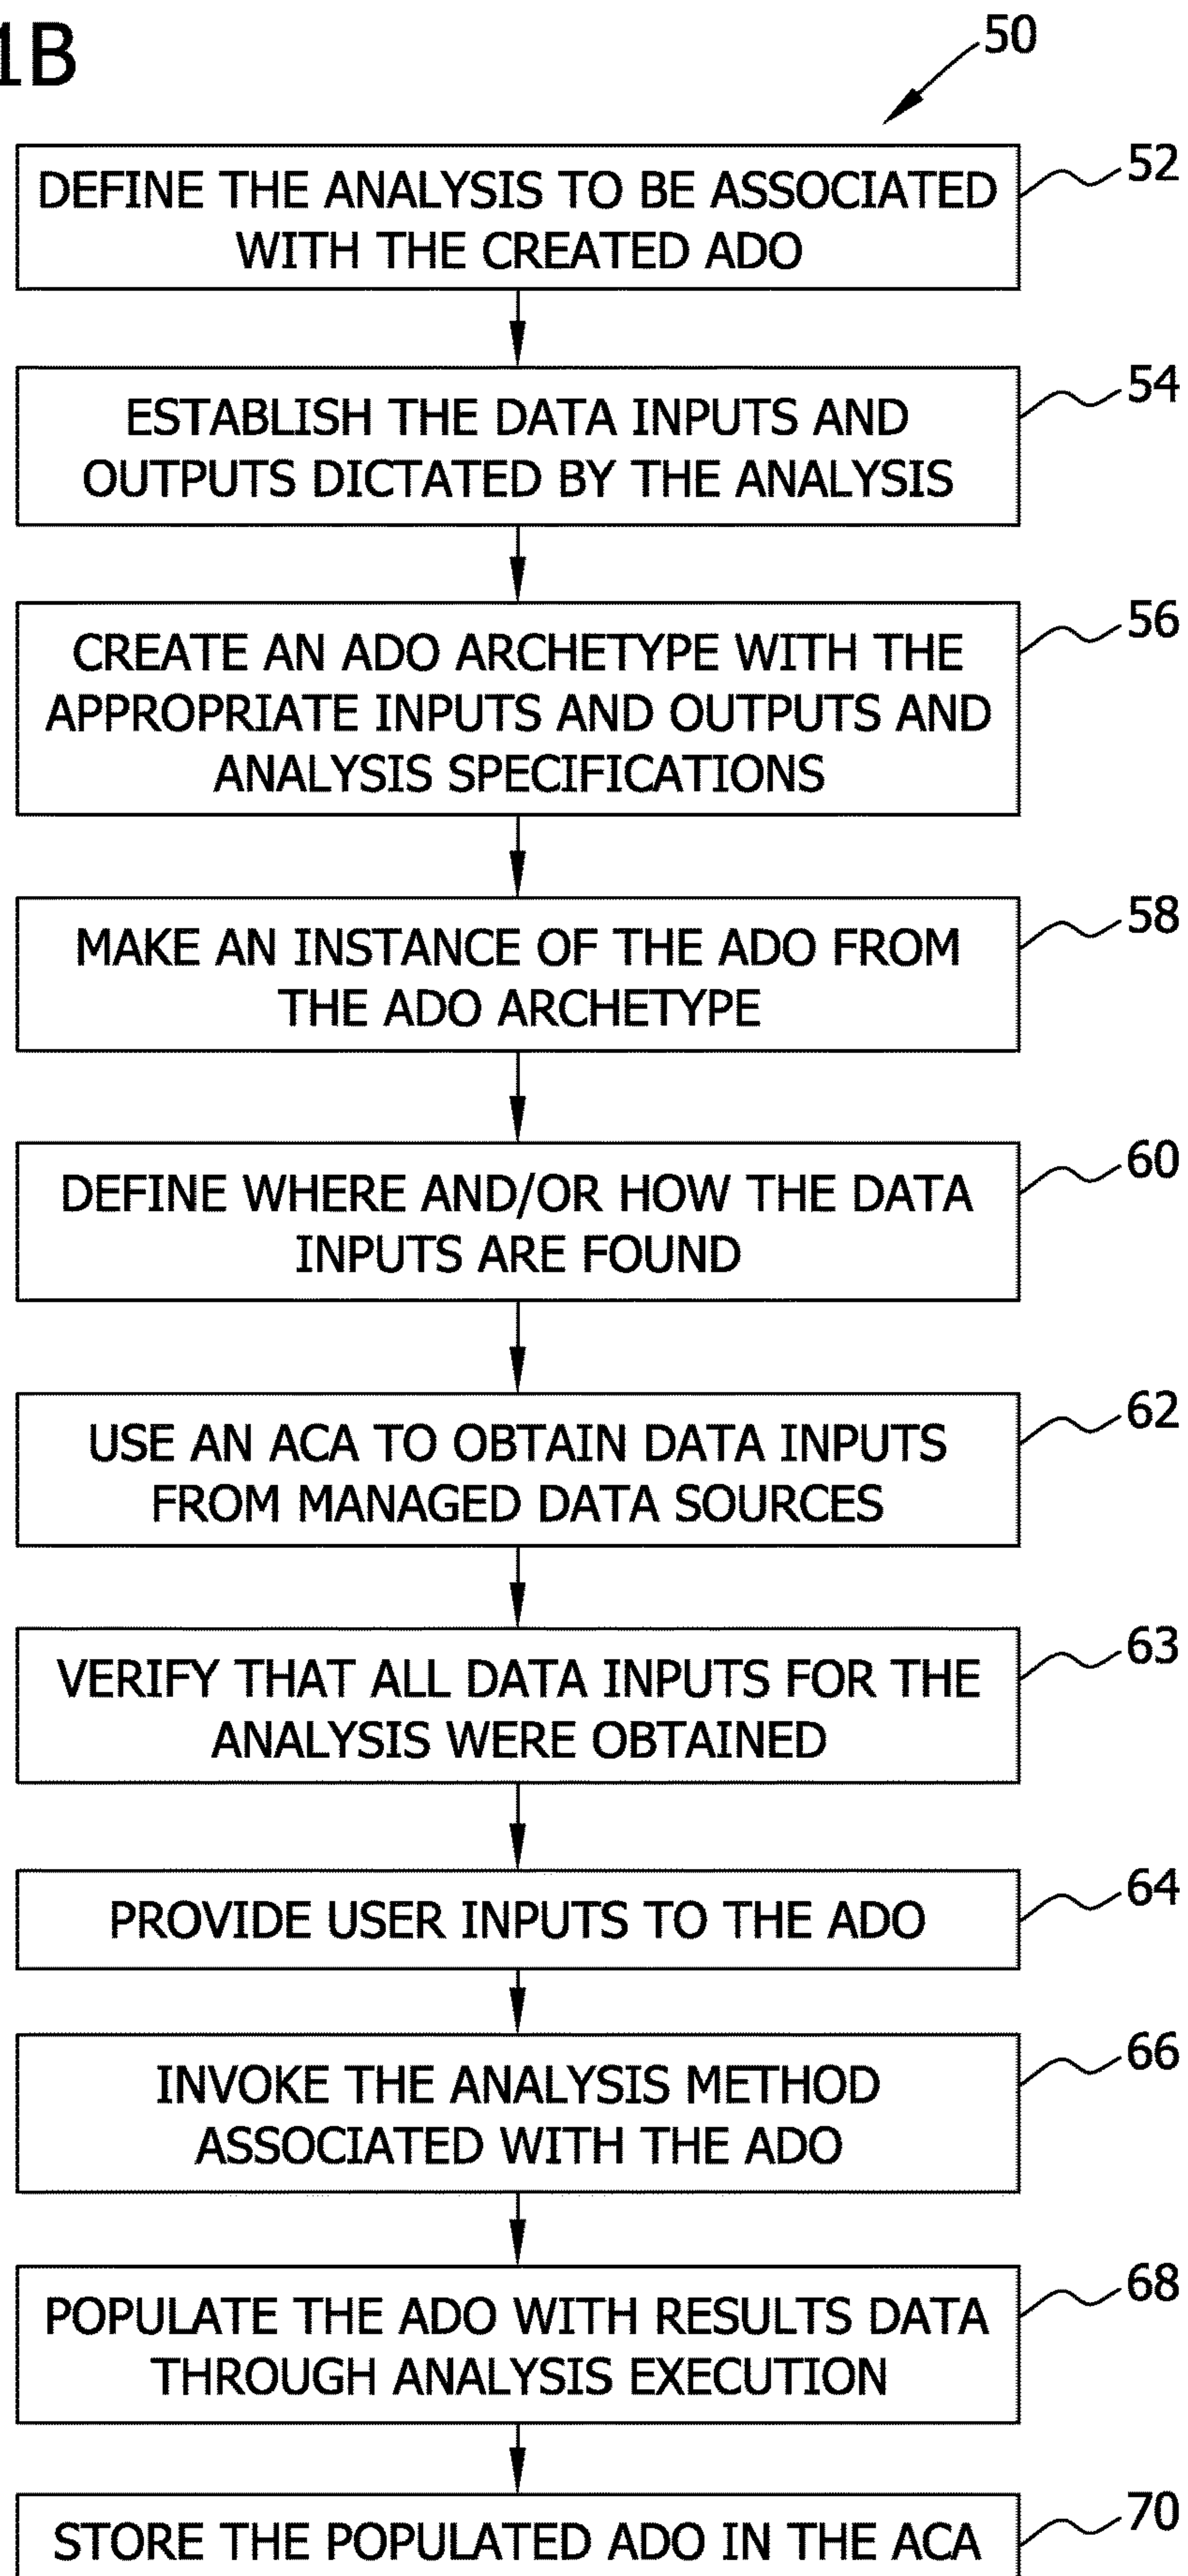 1B
50
DEFINE THE ANALYSIS TO BE ASSOCIATED
WITH THE CREATED ADO
52
ESTABLISH THE DATA INPUTS AND
OUTPUTS DICTATED BY THE ANALYSIS
54
CREATE AN ADO ARCHETYPE WITH THE
APPROPRIATE INPUTS AND OUTPUTS AND
ANALYSIS SPECIFICATIONS
56
MAKE AN INSTANCE OF THE ADO FROM
THE ADO ARCHETYPE
58
DEFINE WHERE AND/OR HOW THE DATA
INPUTS ARE FOUND
60
USE AN ACA TO OBTAIN DATA INPUTS
FROM MANAGED DATA SOURCES
62
VERIFY THAT ALL DATA INPUTS FOR THE
ANALYSIS WERE OBTAINED
63
PROVIDE USER INPUTS TO THE ADO
64
INVOKE THE ANALYSIS METHOD
ASSOCIATED WITH THE ADO
66
POPULATE THE ADO WITH RESULTS DATA
THROUGH ANALYSIS EXECUTION
68
STORE THE POPULATED ADO IN THE ACA
70